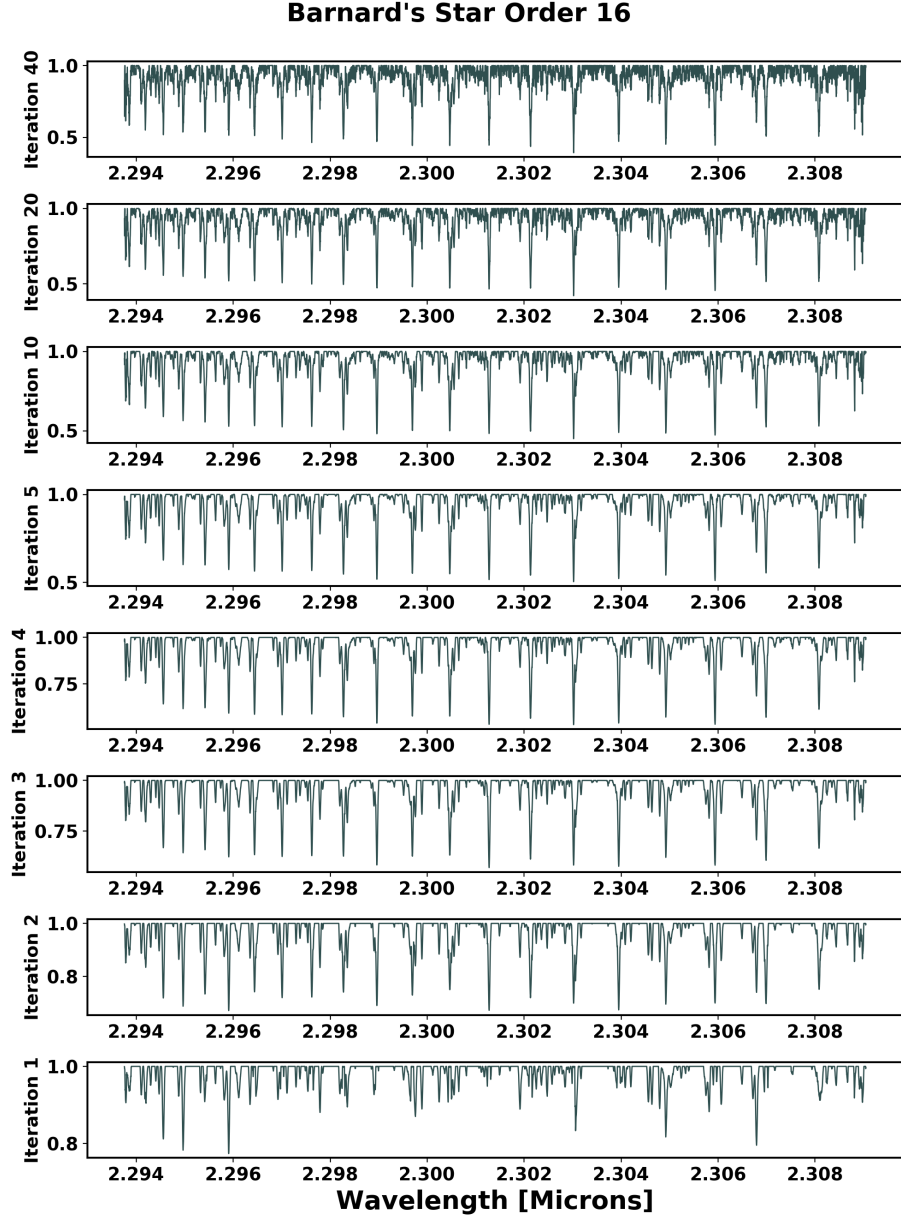 Barnard's Star Order 16
Iteration 40
1.0
0.5
2.294 2.296 2.298 2.300 2.302 2.304 2.306 2.308
Iteration 20
1.0
0.5
2.294 2.296 2.298 2.300 2.302 2.304 2.306 2.308
Iteration 10
1.0
0.5
2.294 2.296 2.298 2.300 2.302 2.304 2.306 2.308
Iteration 5
1.0
0.5
2.294 2.296 2.298 2.300 2.302 2.304 2.306 2.308
Iteration 4
1.00
0.75
2.294 2.296 2.298 2.300 2.302 2.304 2.306 2.308
Iteration 3
1.00
0.75
2.294 2.296 2.298 2.300 2.302 2.304 2.306 2.308
Iteration 2
1.0
0.8
2.294 2.296 2.298 2.300 2.302 2.304 2.306 2.308
Iteration 1
1.0
0.8
2.294 2.296 2.298 2.300 2.302 2.304 2.306 2.308
Wavelength [Microns]